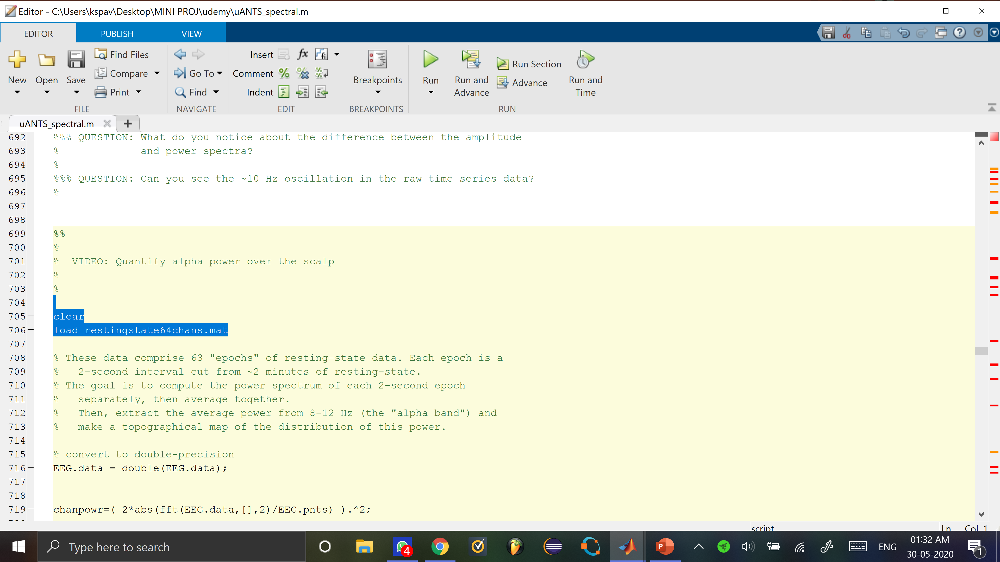 Editor - C:\Users\kspav\Desktop\MINI PROJ\udemy\uANTS_spectral.m
EDITOR PUBLISH VIEW
New Open Save Find Files Compare Print FILE
Go To Find NAVIGATE
Insert fx fi
Comment
Indent
EDIT
Breakpoints
BREAKPOINTS
Run
Run and Advance
Run Section
Advance
Run and Time
RUN
uANTS_spectral.m
692 %%% QUESTION: What do you notice about the difference between the amplitude
693 % and power spectra?
694 %
695 %%% QUESTION: Can you see the ~10 Hz oscillation in the raw time series data?
696 %
697
698
699 %%
700 %
701 % VIDEO: Quantify alpha power over the scalp
702 %
703 %
704
705 clear
706 load restingstate64chans.mat
707
708 % These data comprise 63 "epochs" of resting-state data. Each epoch is a
709 % 2-second interval cut from ~2 minutes of resting-state.
710 % The goal is to compute the power spectrum of each 2-second epoch
711 % separately, then average together.
712 % Then, extract the average power from 8-12 Hz (the "alpha band") and
713 % make a topographical map of the distribution of this power.
714
715 % convert to double-precision
716 EEG.data = double(EEG.data);
717
718
719 chanpowr=( 2*abs(fft(EEG.data,[],2)/EEG.pnts) ).^2;
script Ln Col 1
Type here to search
4
P
ENG
01:32 AM
30-05-2020
1